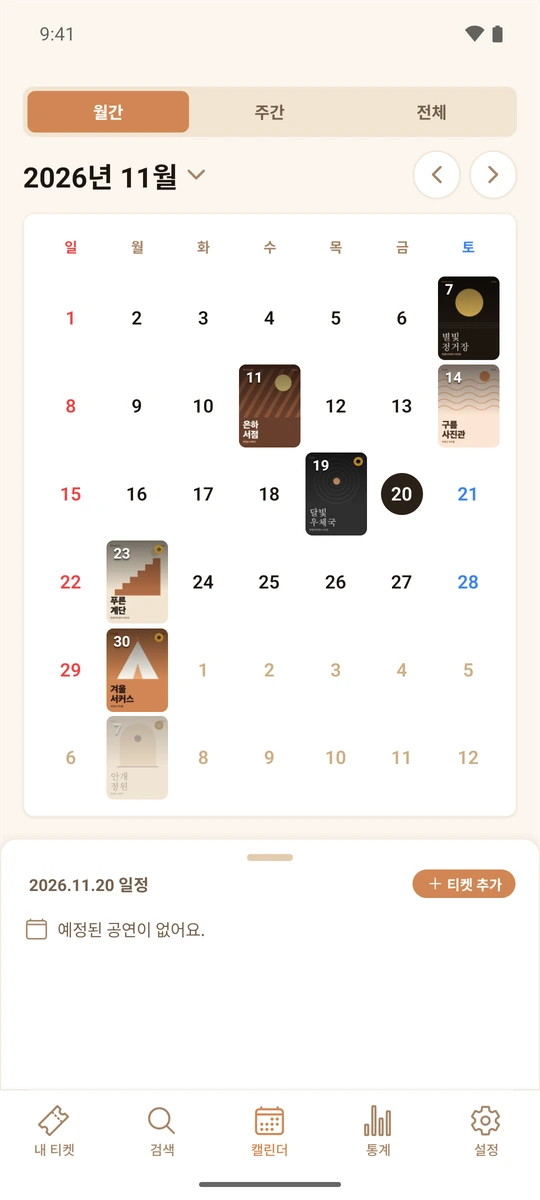 9:41
월간 주간 전체
2026년 11월
일 월 화 수 목 금 토
1 2 3 4 5 6 7
별빛
정거장
8 9 10 11 12 13 14
은하
서점
구름
사진관
15 16 17 18 19 20 21
달빛
우체국
22 23 24 25 26 27 28
푸른
계단
29 30 1 2 3 4 5
겨울
서커스
6 7 8 9 10 11 12
안개
정원
2026.11.20 일정
+ 티켓 추가
예정된 공연이 없어요.
내 티켓 검색 캘린더 통계 설정